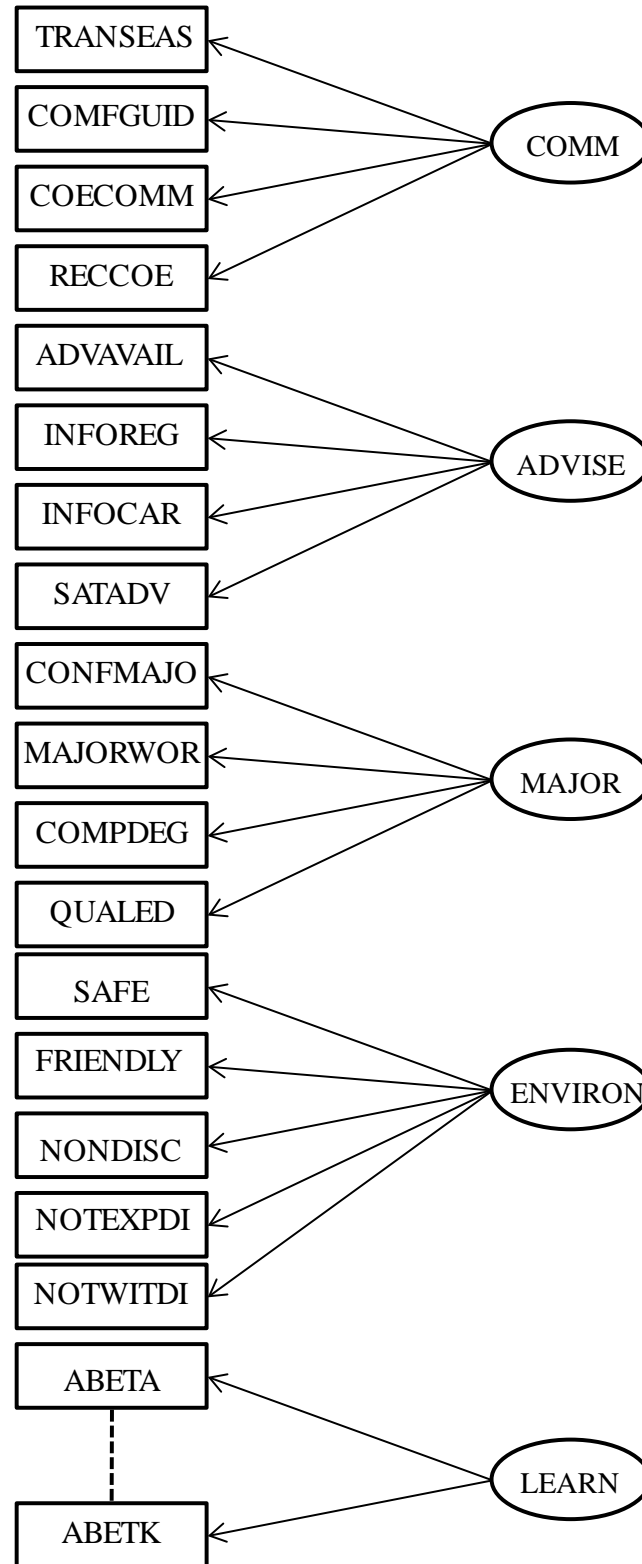 TRANSEAS
COMFGUID
COMM
COECOMM
RECCOE
ADVAVAIL
INFOREG
ADVISE
INFOCAR
SATADV
CONFMAJO
MAJORWOR
MAJOR
COMPDEG
QUALED
SAFE
FRIENDLY
ENVIRON
NONDISC
NOTEXPDI
NOTWITDI
ABETA
LEARN
ABETK